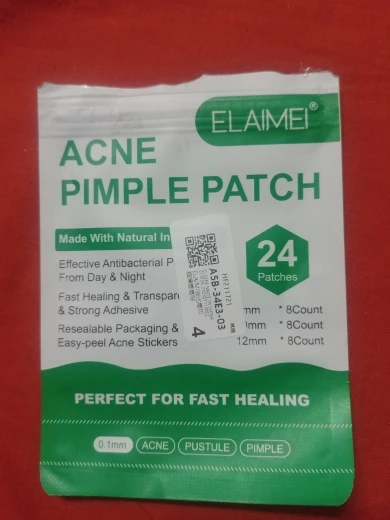 ELAIMEI®
ACNE
PIMPLE PATCH
Made With Natural In
24
Patches
Effective Antibacterial P
From Day & Night
Fast Healing & Transpar
& Strong Adhesive
Resealable Packaging &
Easy-peel Acne Stickers
mm * 8Count
mm * 8Count
12mm * 8Count
HF211721
A5B-34E3-03
4
PERFECT FOR FAST HEALING
0.1mm ACNE PUSTULE PIMPLE